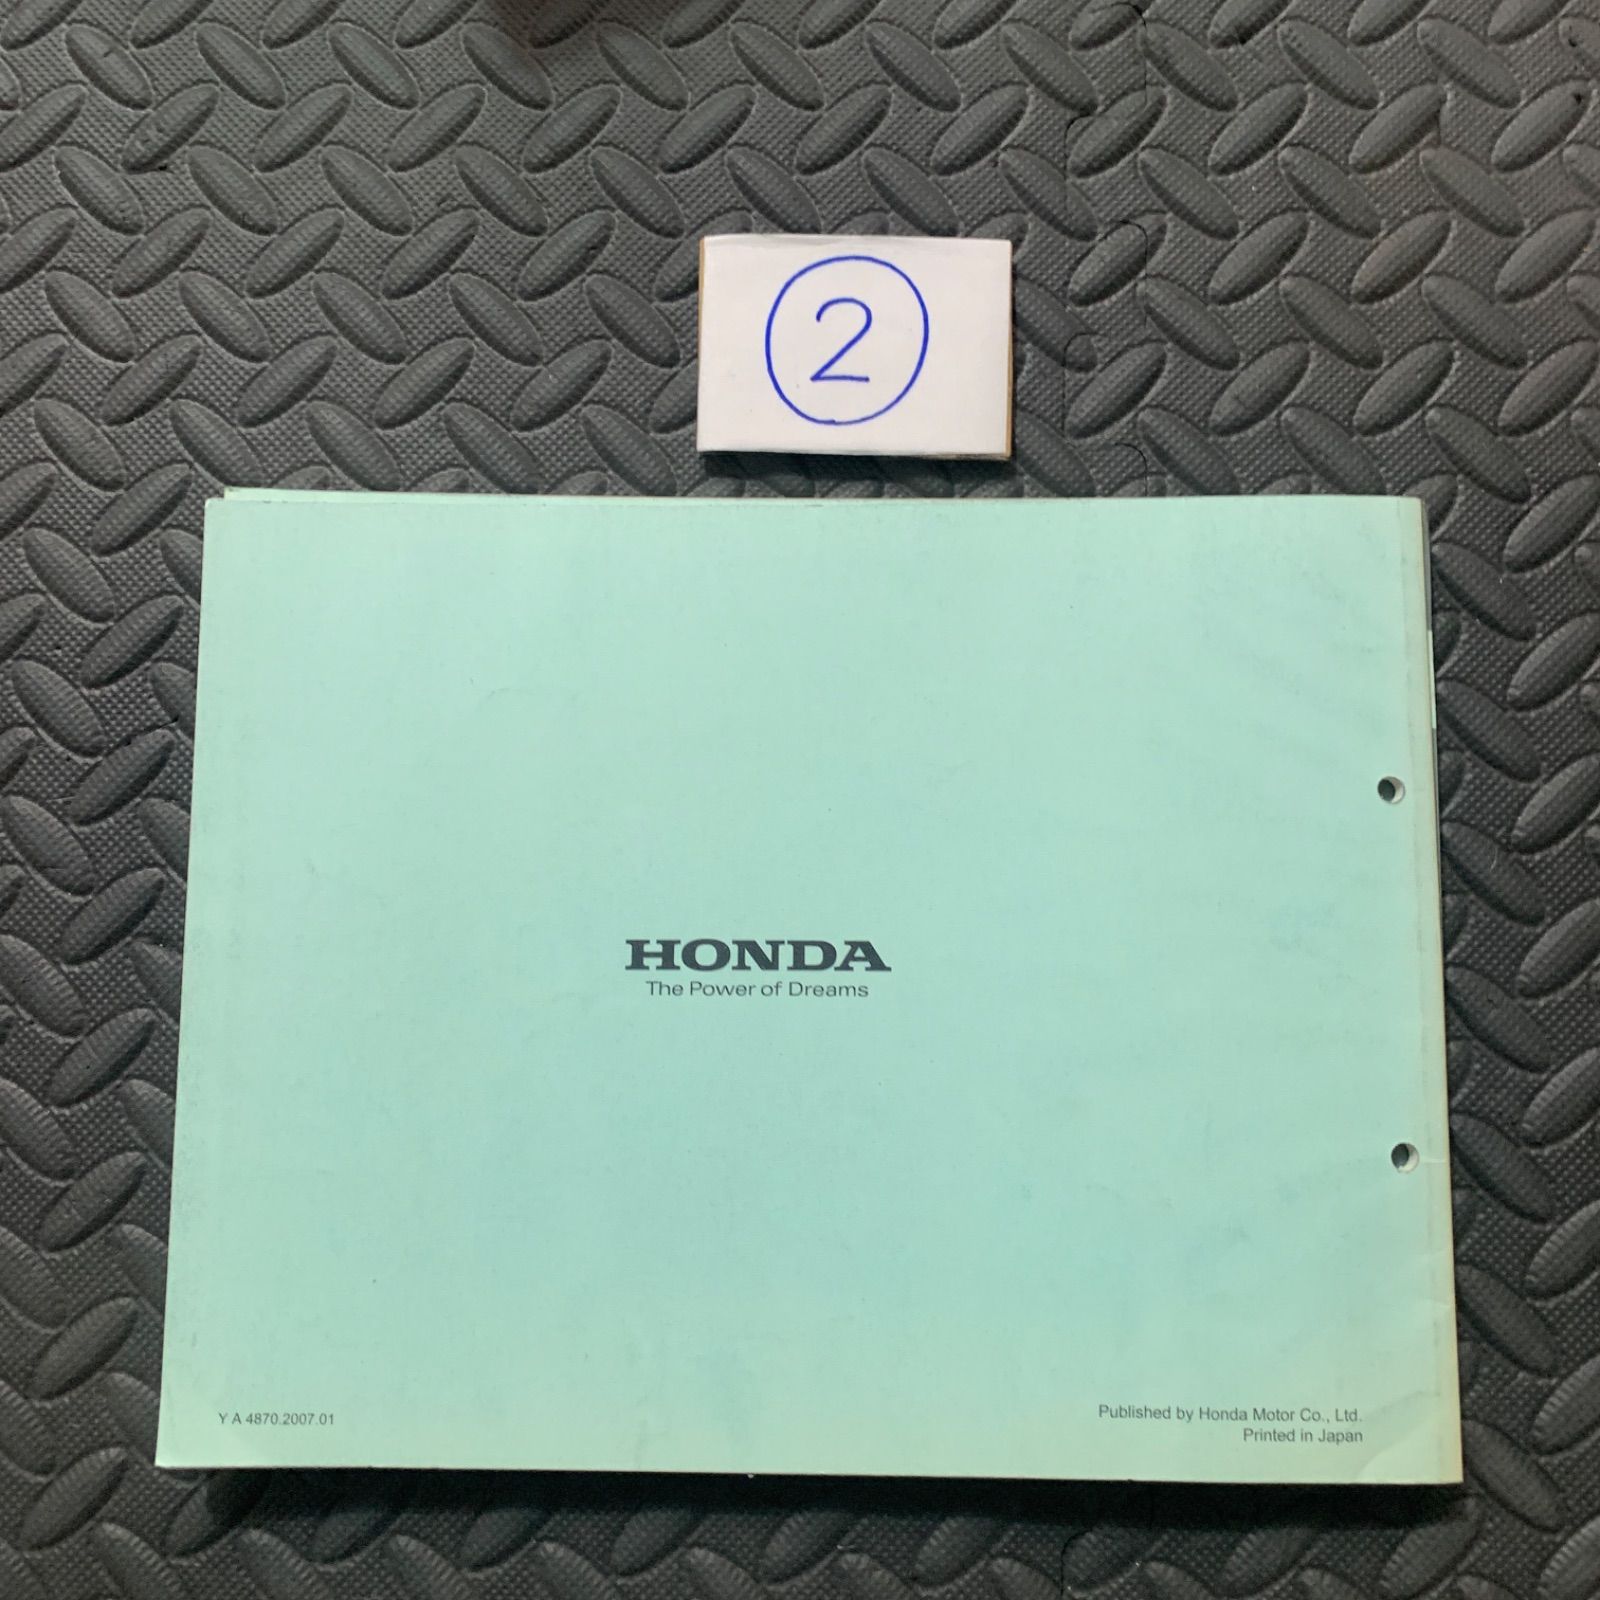 ②
HONDA
The Power of Dreams
Y A 4870.2007.01
Published by Honda Motor Co., Ltd.
Printed in Japan